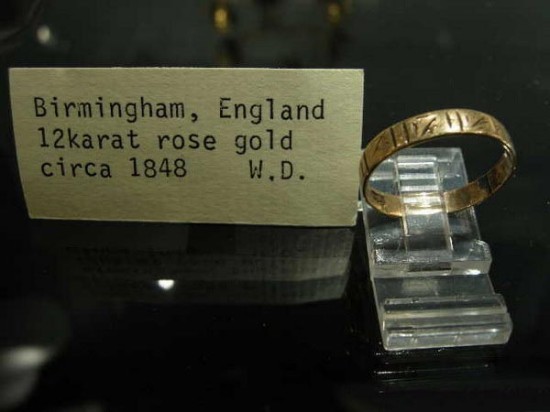 Birmingham, England
12karat rose gold
circa 1848 W.D.